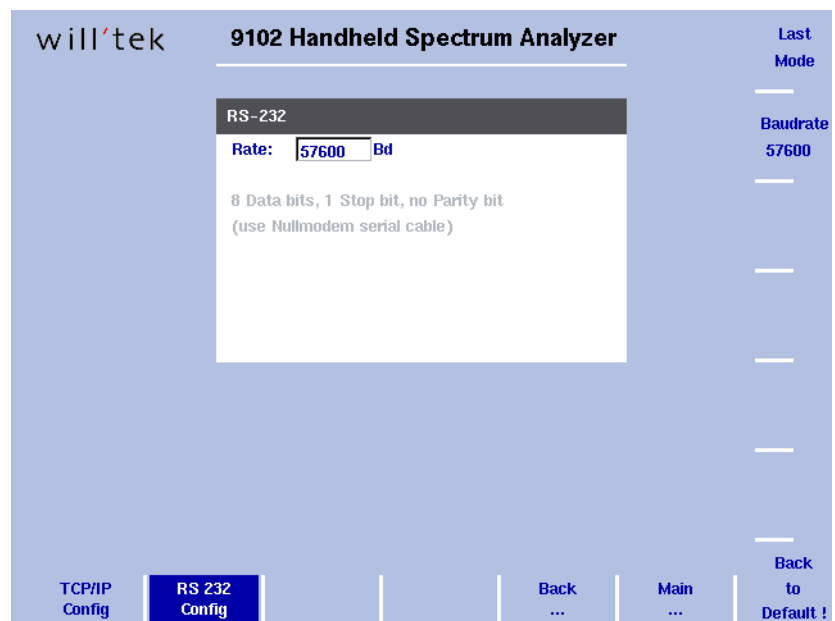 will'tek
9102 Handheld Spectrum Analyzer
Last
Mode
RS-232
Rate: 57600 Bd
Baudrate
57600
8 Data bits, 1 Stop bit, no Parity bit
(use Nullmodem serial cable)
TCP/IP
Config
RS 232
Config
Back
...
Main
...
Back
to
Default !